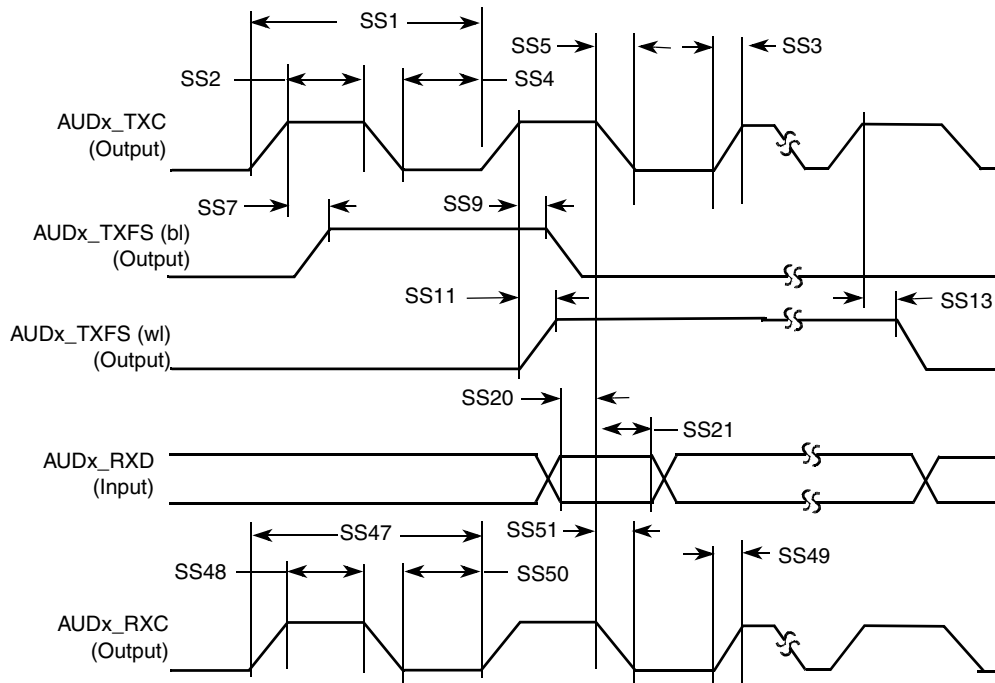 SS1
SS5
SS3
SS2
SS4
AUDx_TXC
(Output)
SS7
SS9
AUDx_TXFS (bl)
(Output)
SS11
SS13
AUDx_TXFS (wl)
(Output)
SS20
SS21
AUDx_RXD
(Input)
SS47
SS51
SS49
SS48
SS50
AUDx_RXC
(Output)